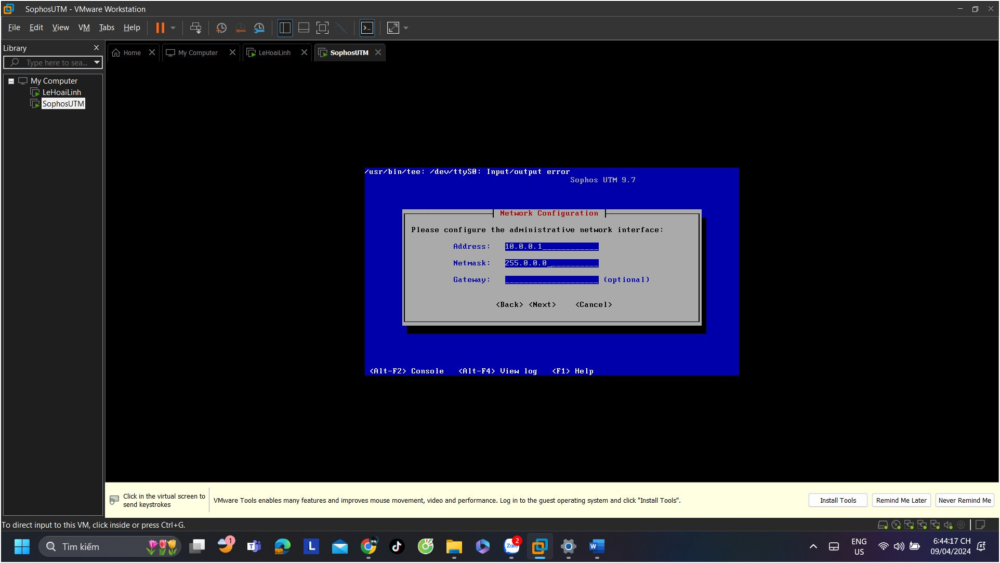 SophosUTM - VMware Workstation
File Edit View VM Tabs Help
Library
Home My Computer LeHoaiLinh SophosUTM
Type here to sea...
My Computer
LeHoaiLinh
SophosUTM
/usr/bin/tee: /dev/ttyS0: Input/output error
Sophos UTM 9.7
Network Configuration
Please configure the administrative network interface:
Address: 10.0.0.1____________
Netmask: 255.0.0.0___________
Gateway: ____________________ (optional)
<Back> <Next> <Cancel>
<Alt-F2> Console <Alt-F4> View log <F1> Help
Click in the virtual screen to
send keystrokes
VMware Tools enables many features and improves mouse movement, video and performance. Log in to the guest operating system and click "Install Tools".
Install Tools Remind Me Later Never Remind Me
To direct input to this VM, click inside or press Ctrl+G.
Tìm kiếm
1
L
Zalo
2
W
ENG
US
6:44:17 CH
09/04/2024